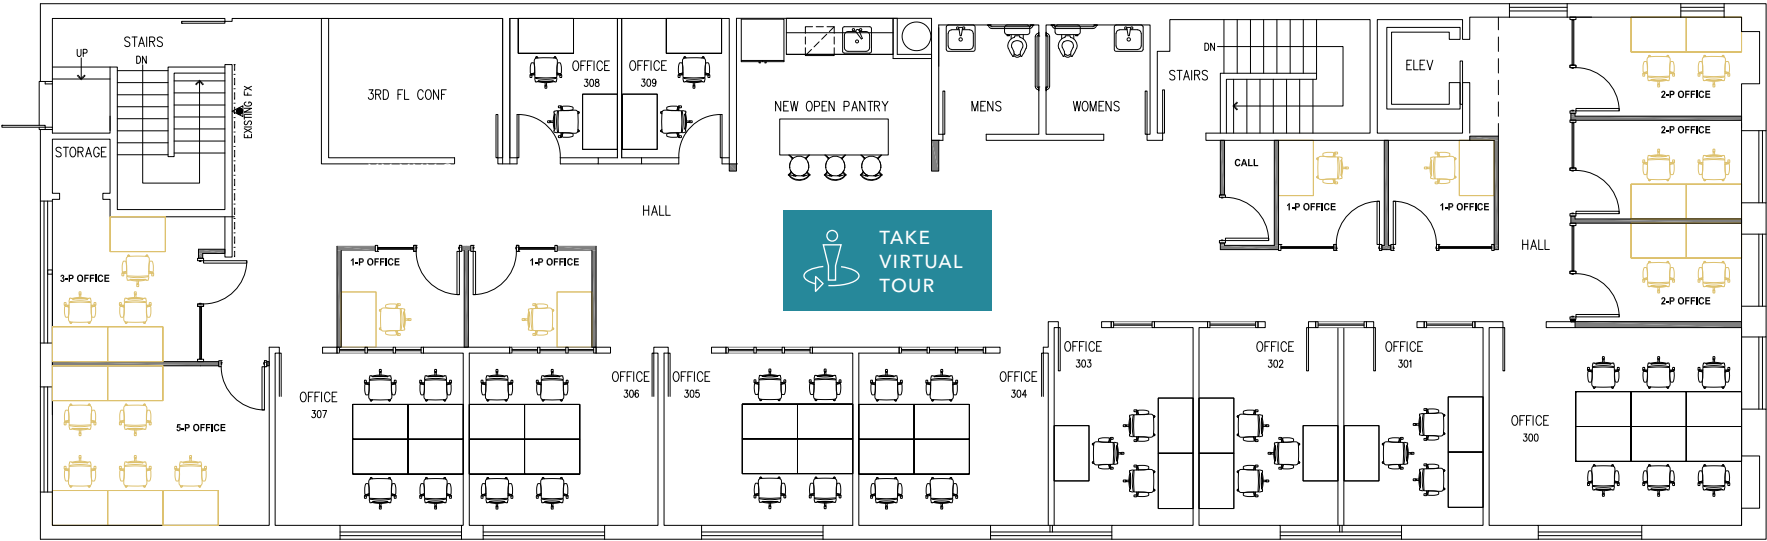 STAIRS
UP
DN
EXISTING FX
STORAGE
3RD FL CONF
OFFICE
308
OFFICE
309
NEW OPEN PANTRY
MENS
WOMENS
STAIRS
DN
ELEV
2-P OFFICE
2-P OFFICE
CALL
1-P OFFICE
1-P OFFICE
HALL
HALL
TAKE
VIRTUAL
TOUR
3-P OFFICE
1-P OFFICE
1-P OFFICE
2-P OFFICE
5-P OFFICE
OFFICE
307
OFFICE
306
OFFICE
305
OFFICE
304
OFFICE
303
OFFICE
302
OFFICE
301
OFFICE
300